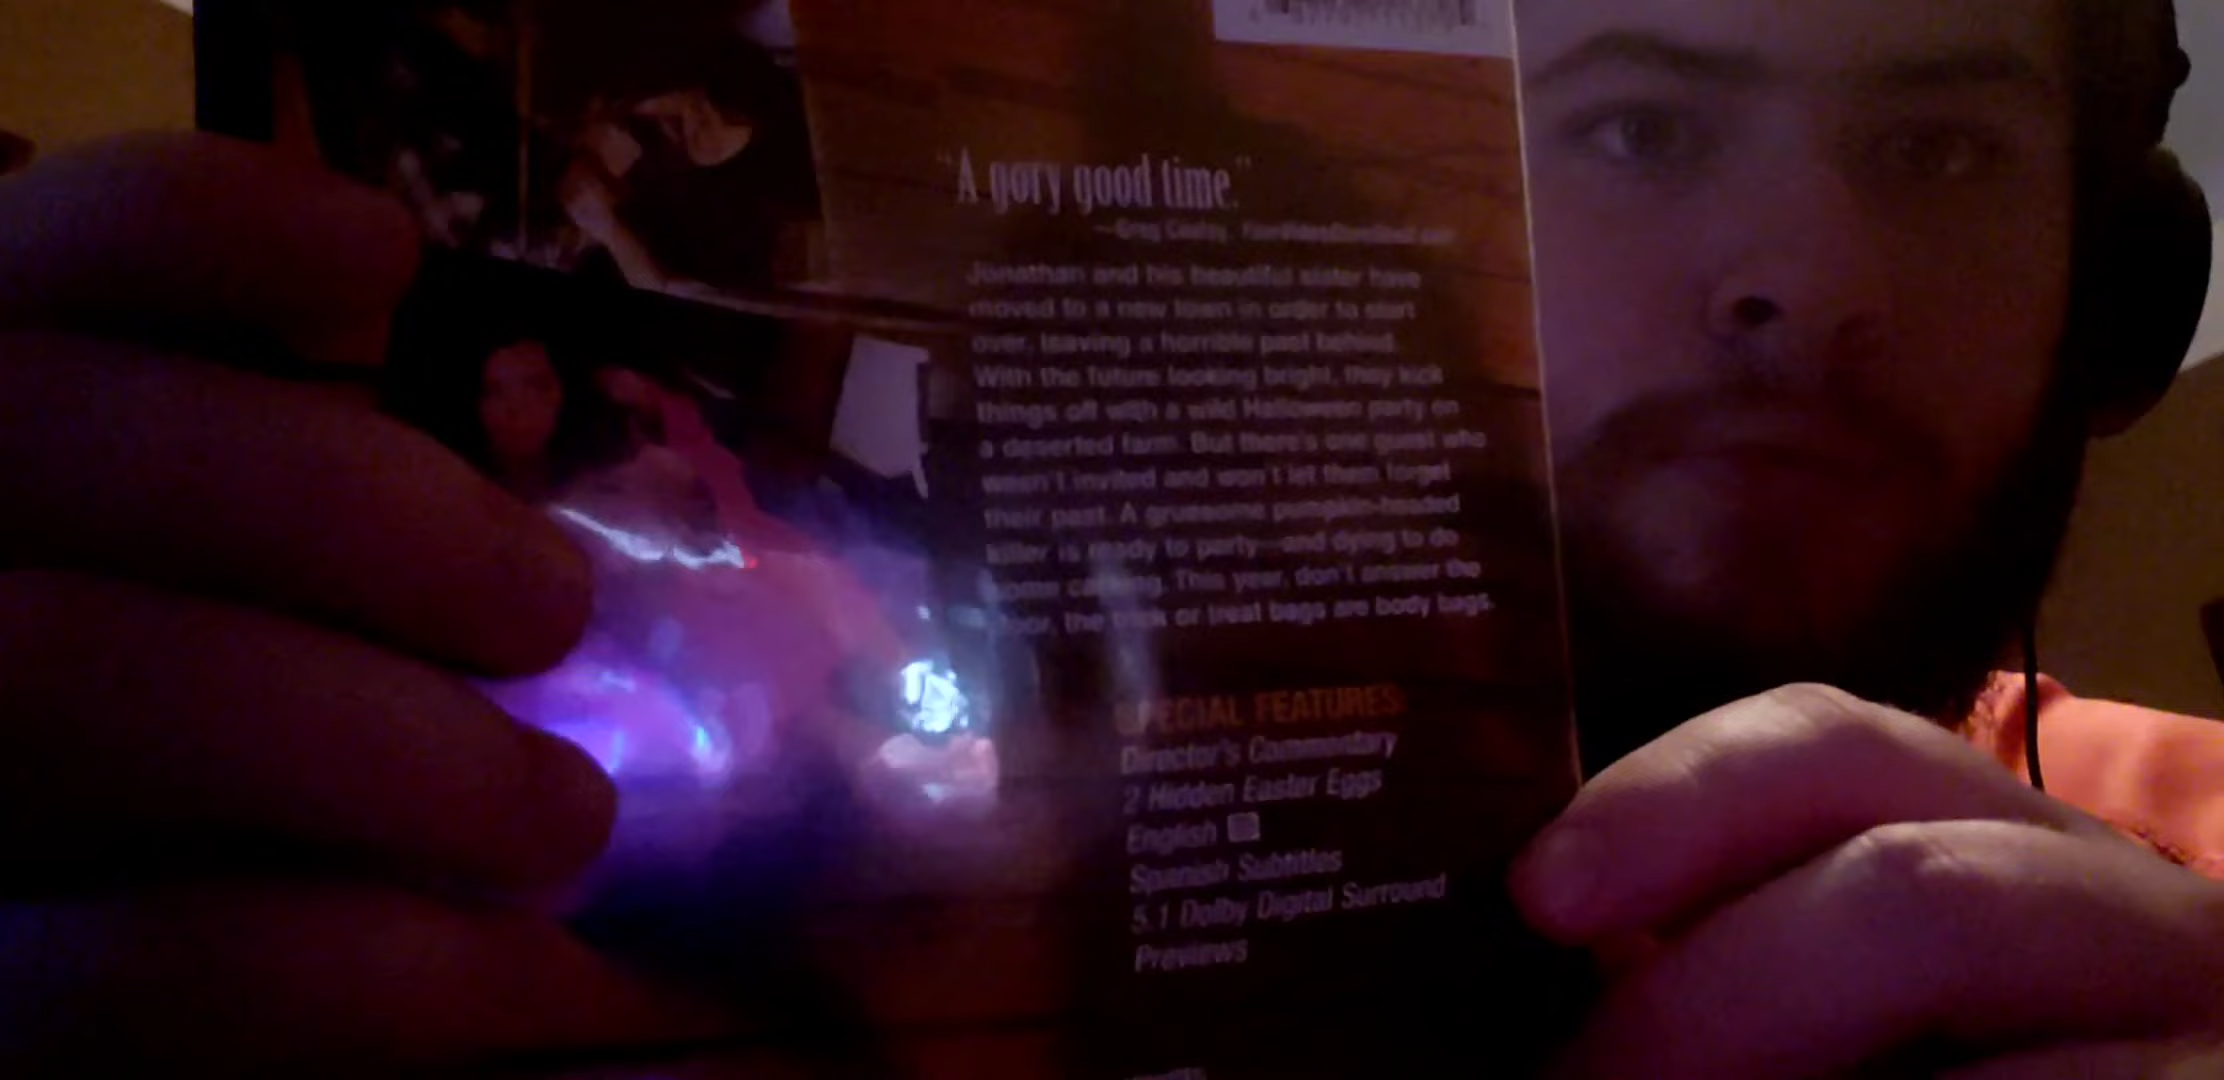 "A gory good time."
Jonathan and his beautiful sister have
moved to a new town in order to start
over, leaving a horrible past behind.
With the future looking bright, they kick
things off with a wild Halloween party on
a deserted farm. But there's one guest who
wasn't invited and won't let them forget
their past. A gruesome pumpkin-headed
killer is ready to party—and dying to do
some carving. This year, don't answer the
door, the trick or treat bags are body bags.
SPECIAL FEATURES
Director's Commentary
2 Hidden Easter Eggs
English
Spanish Subtitles
5.1 Dolby Digital Surround
Previews